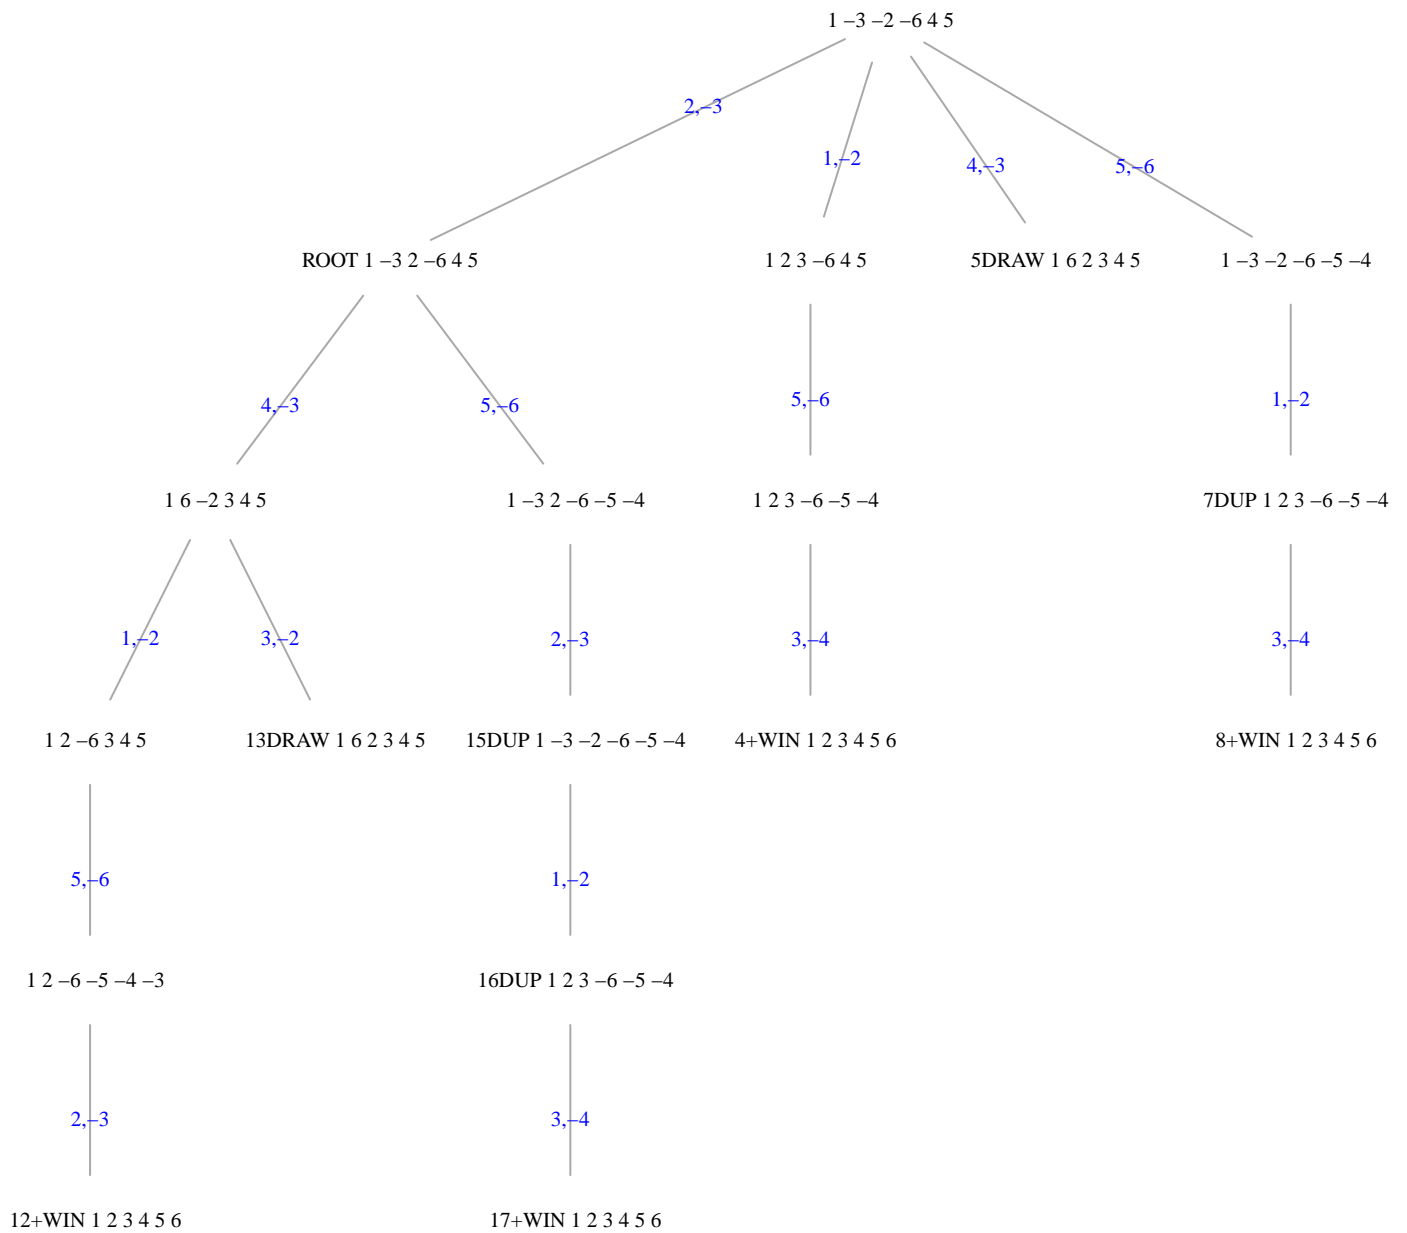 1 –3 –2 –6 4 5
2,–3
1,–2
4,–3
5,–6
ROOT 1 –3 2 –6 4 5
1 2 3 –6 4 5
5DRAW 1 6 2 3 4 5
1 –3 –2 –6 –5 –4
4,–3
5,–6
5,–6
1,–2
1 6 –2 3 4 5
1 –3 2 –6 –5 –4
1 2 3 –6 –5 –4
7DUP 1 2 3 –6 –5 –4
1,–2
3,–2
2,–3
3,–4
3,–4
1 2 –6 3 4 5
13DRAW 1 6 2 3 4 5
15DUP 1 –3 –2 –6 –5 –4
4+WIN 1 2 3 4 5 6
8+WIN 1 2 3 4 5 6
5,–6
1,–2
1 2 –6 –5 –4 –3
16DUP 1 2 3 –6 –5 –4
2,–3
3,–4
12+WIN 1 2 3 4 5 6
17+WIN 1 2 3 4 5 6